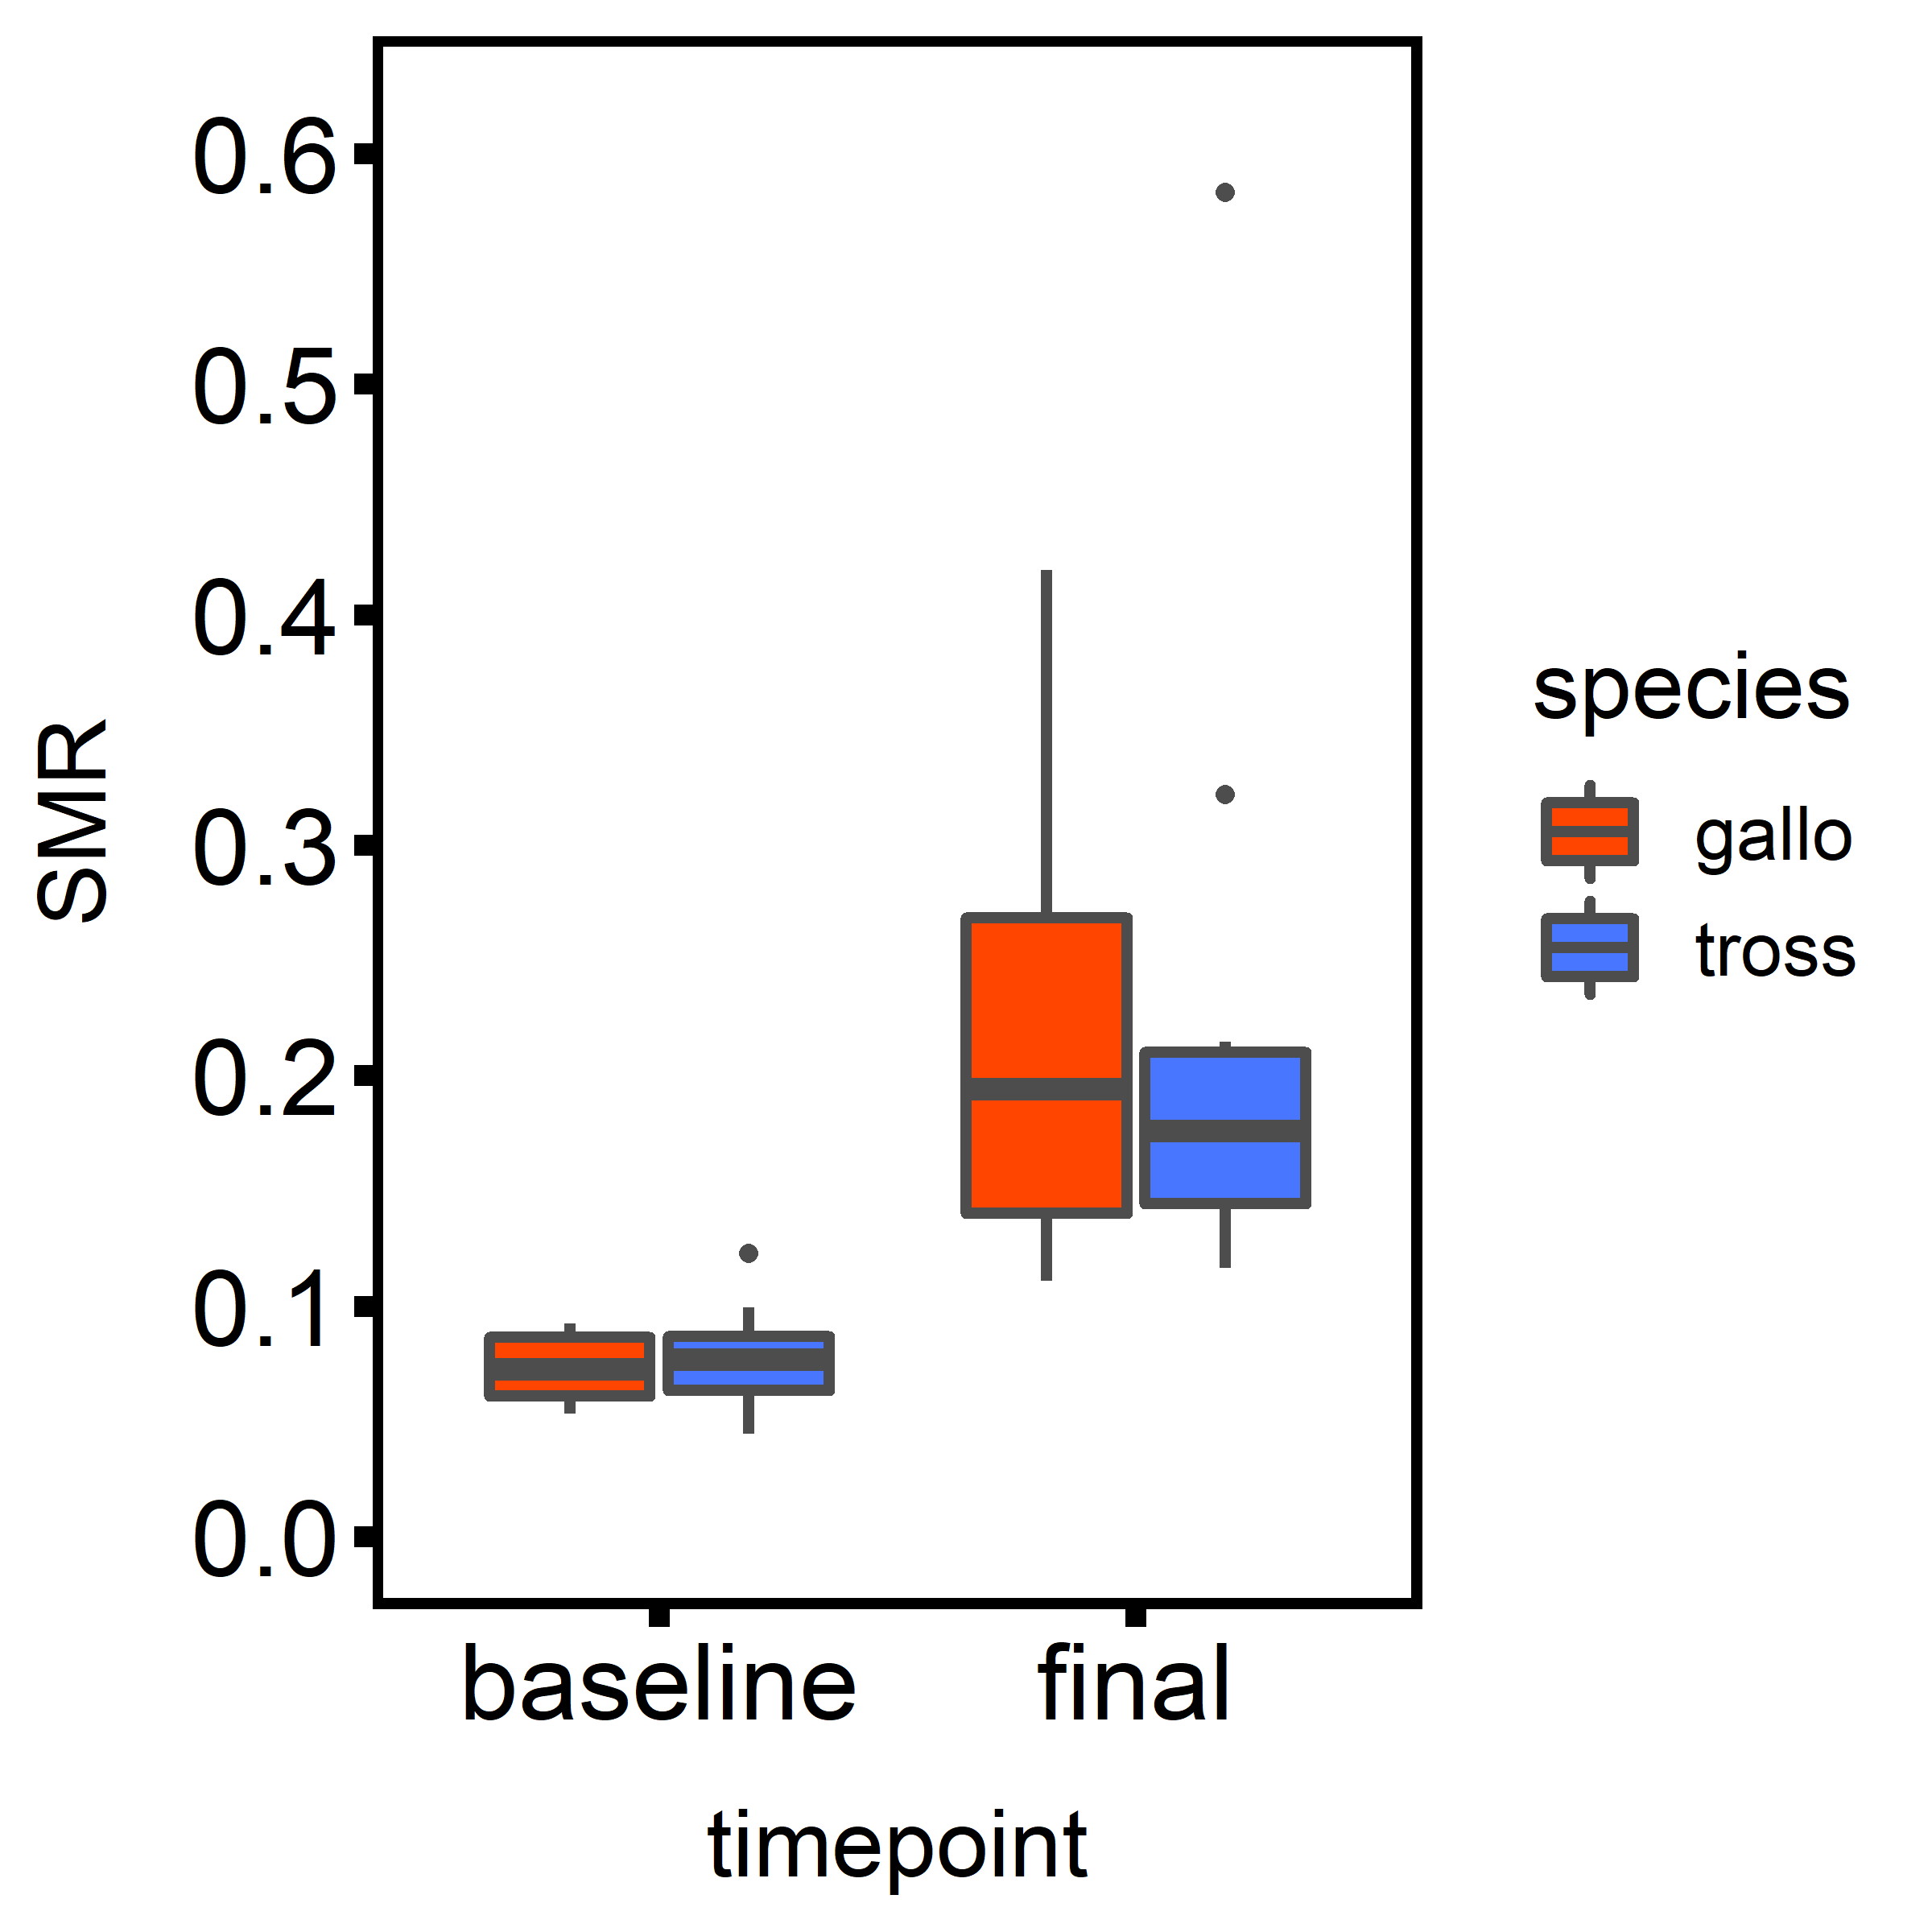 SMR
0.6
0.5
0.4
0.3
0.2
0.1
0.0
baseline final
timepoint
species
gallo
tross